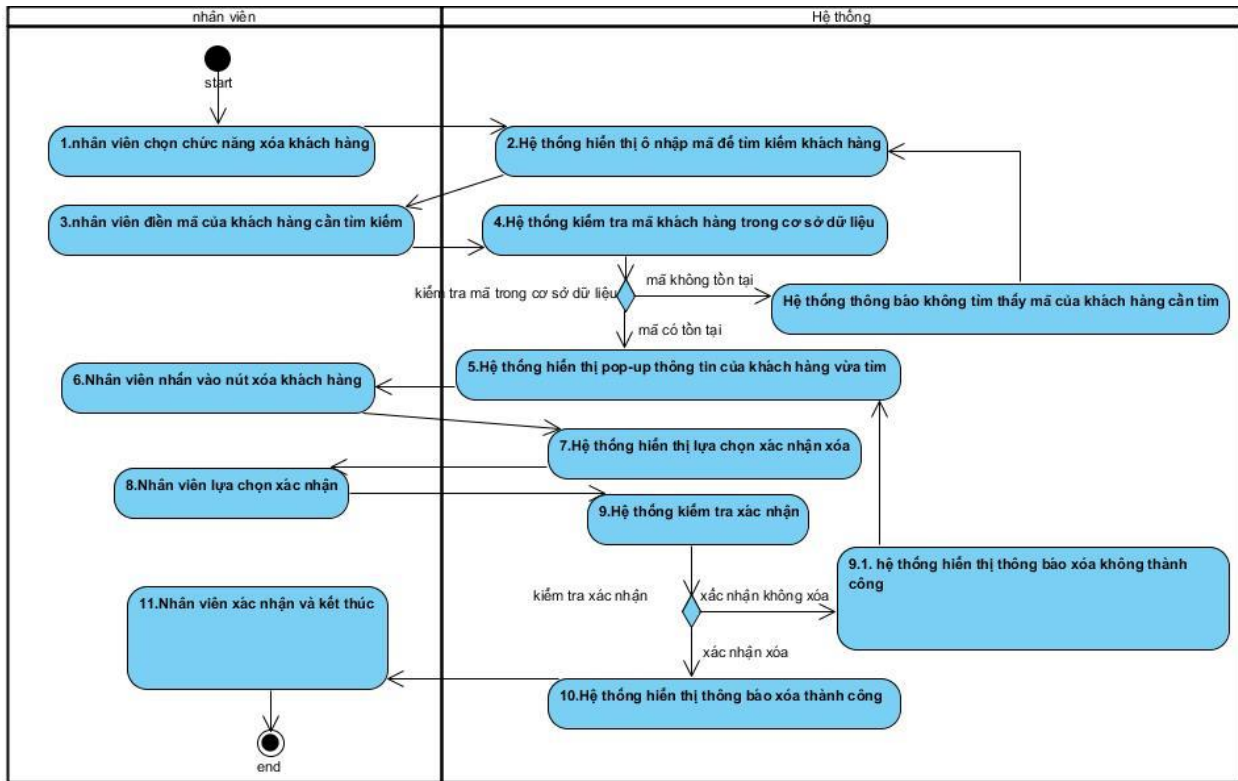 nhân viên
Hệ thống
start
1.nhân viên chọn chức năng xóa khách hàng
2.Hệ thống hiển thị ô nhập mã để tìm kiếm khách hàng
3.nhân viên điền mã của khách hàng cần tìm kiếm
4.Hệ thống kiểm tra mã khách hàng trong cơ sở dữ liệu
kiểm tra mã trong cơ sở dữ liệu
mã không tồn tại
Hệ thống thông báo không tìm thấy mã của khách hàng cần tìm
mã có tồn tại
5.Hệ thống hiển thị pop-up thông tin của khách hàng vừa tìm
6.Nhân viên nhấn vào nút xóa khách hàng
7.Hệ thống hiển thị lựa chọn xác nhận xóa
8.Nhân viên lựa chọn xác nhận
9.Hệ thống kiểm tra xác nhận
9.1. hệ thống hiển thị thông báo xóa không thành
công
kiểm tra xác nhận
xấc nhận không xóa
xác nhận xóa
11.Nhân viên xác nhận và kết thúc
10.Hệ thống hiển thị thông báo xóa thành công
end